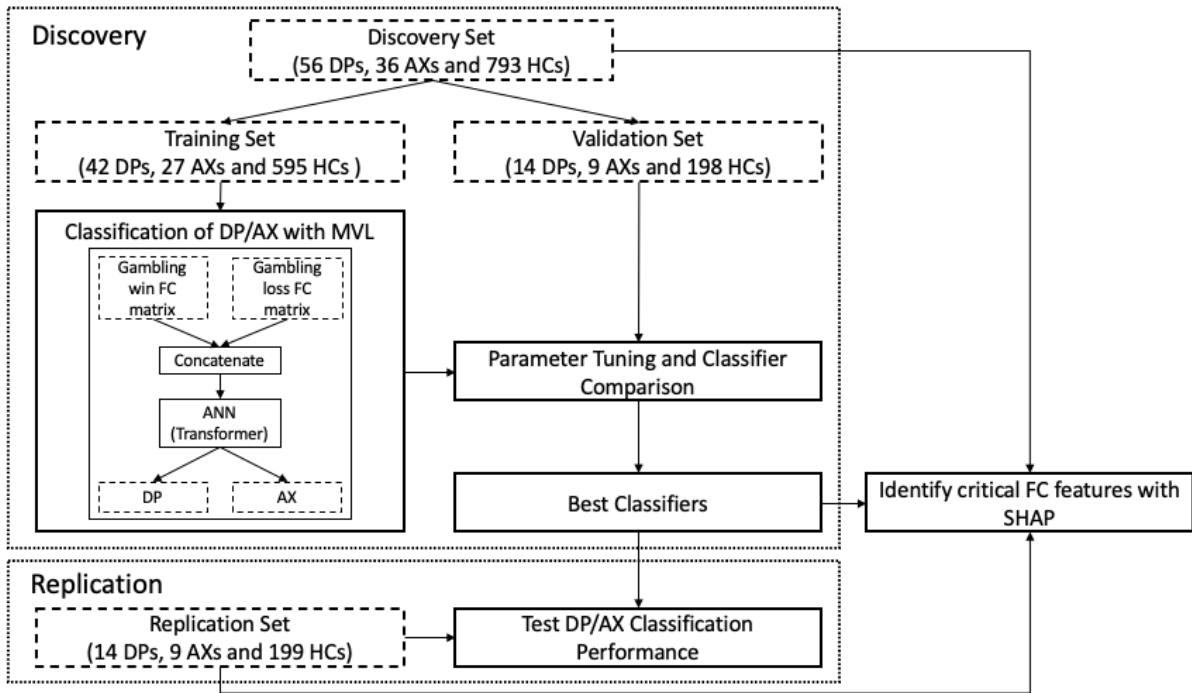 Discovery
Discovery Set
(56 DPs, 36 AXs and 793 HCs)
Training Set
(42 DPs, 27 AXs and 595 HCs )
Validation Set
(14 DPs, 9 AXs and 198 HCs)
Classification of DP/AX with MVL
Gambling
win FC
matrix
Gambling
loss FC
matrix
Concatenate
ANN
(Transformer)
DP
AX
Parameter Tuning and Classifier
Comparison
Best Classifiers
Identify critical FC features with
SHAP
Replication
Replication Set
(14 DPs, 9 AXs and 199 HCs)
Test DP/AX Classification
Performance